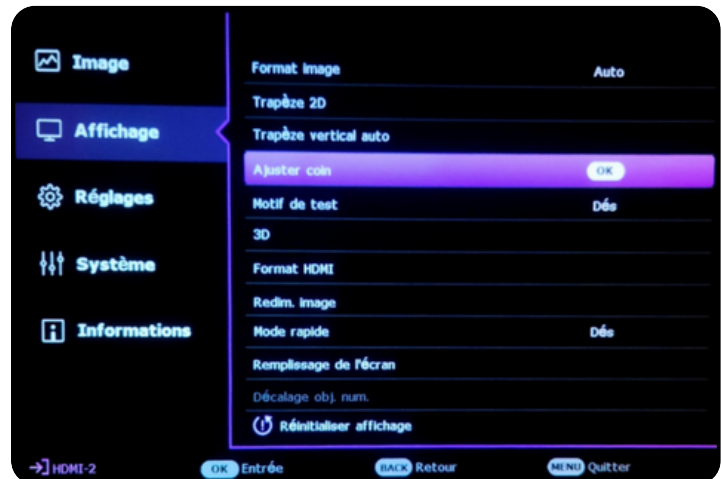 Image
Affichage
Réglages
Système
Informations
Format image Auto
Trapèze 2D
Trapèze vertical auto
Ajuster coin OK
Motif de test Dés
3D
Format HDMI
Redim. image
Mode rapide Dés
Remplissage de l'écran
Décalage obj. num.
Réinitialiser affichage
HDMI-2 OK Entrée BACK Retour MENU Quitter